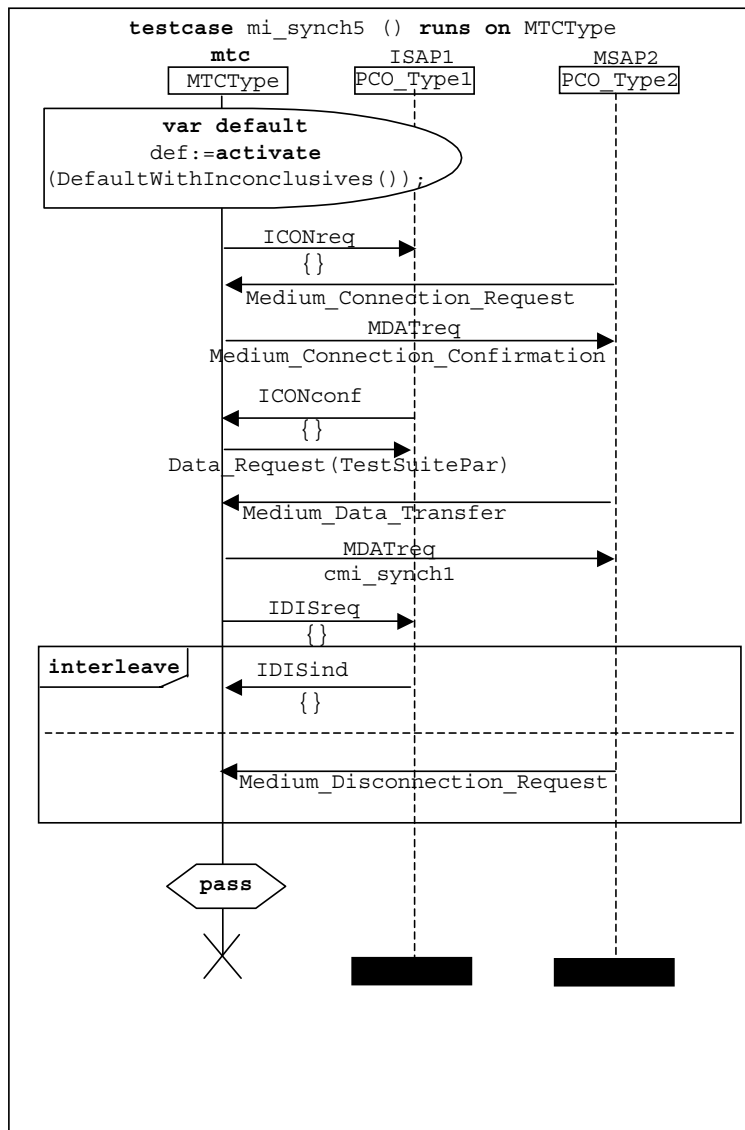 testcase mi_synch5 () runs on MTCType
mtc ISAP1 MSAP2
MTCType PCO_Type1 PCO_Type2
var default
def:=activate
(DefaultWithInconclusives());
ICONreq
{}
Medium_Connection_Request
MDATreq
Medium_Connection_Confirmation
ICONconf
{}
Data_Request(TestSuitePar)
Medium_Data_Transfer
MDATreq
cmi_synch1
IDISreq
{}
interleave
IDISind
{}
Medium_Disconnection_Request
pass